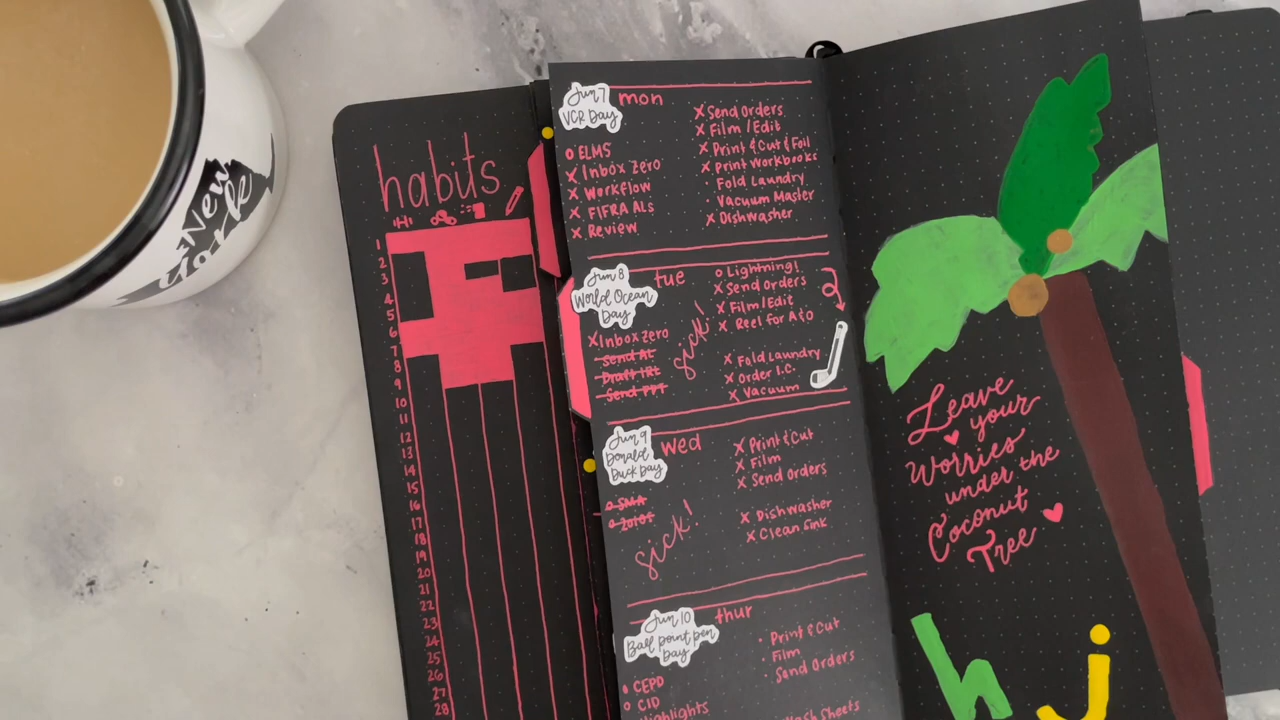 New
York
habits
1
2
3
4
5
6
7
8
9
10
11
12
13
14
15
16
17
18
19
20
21
22
23
24
25
26
27
28
Jun 7
VCR Day
mon
o ELMS
x Inbox zero
x Workflow
x FIFRA ALs
x Review
x Send Orders
x Film / Edit
x Print & Cut & Foil
x Print Workbooks
· Fold Laundry
· Vacuum Master
x Dishwasher
Jun 8
World Ocean
Day
tue
x Inbox zero
Send AL
Draft IRL
Send PPT
sick!
o Lightning!
x Send Orders
x Film / Edit
x Reel for A&O
x Fold Laundry
x Order I.C.
x Vacuum
Jun 9
Donald
Duck Day
wed
o SMA
o 20101
sick!
x Print & Cut
x Film
x Send Orders
x Dishwasher
x Clean Sink
Jun 10
Ball point pen
Day
thur
· CEPD
· CID
Highlights
· Print & Cut
· Film
· Send Orders
Sheets
Leave
your
Worries
under the
Coconut
Tree
h
j